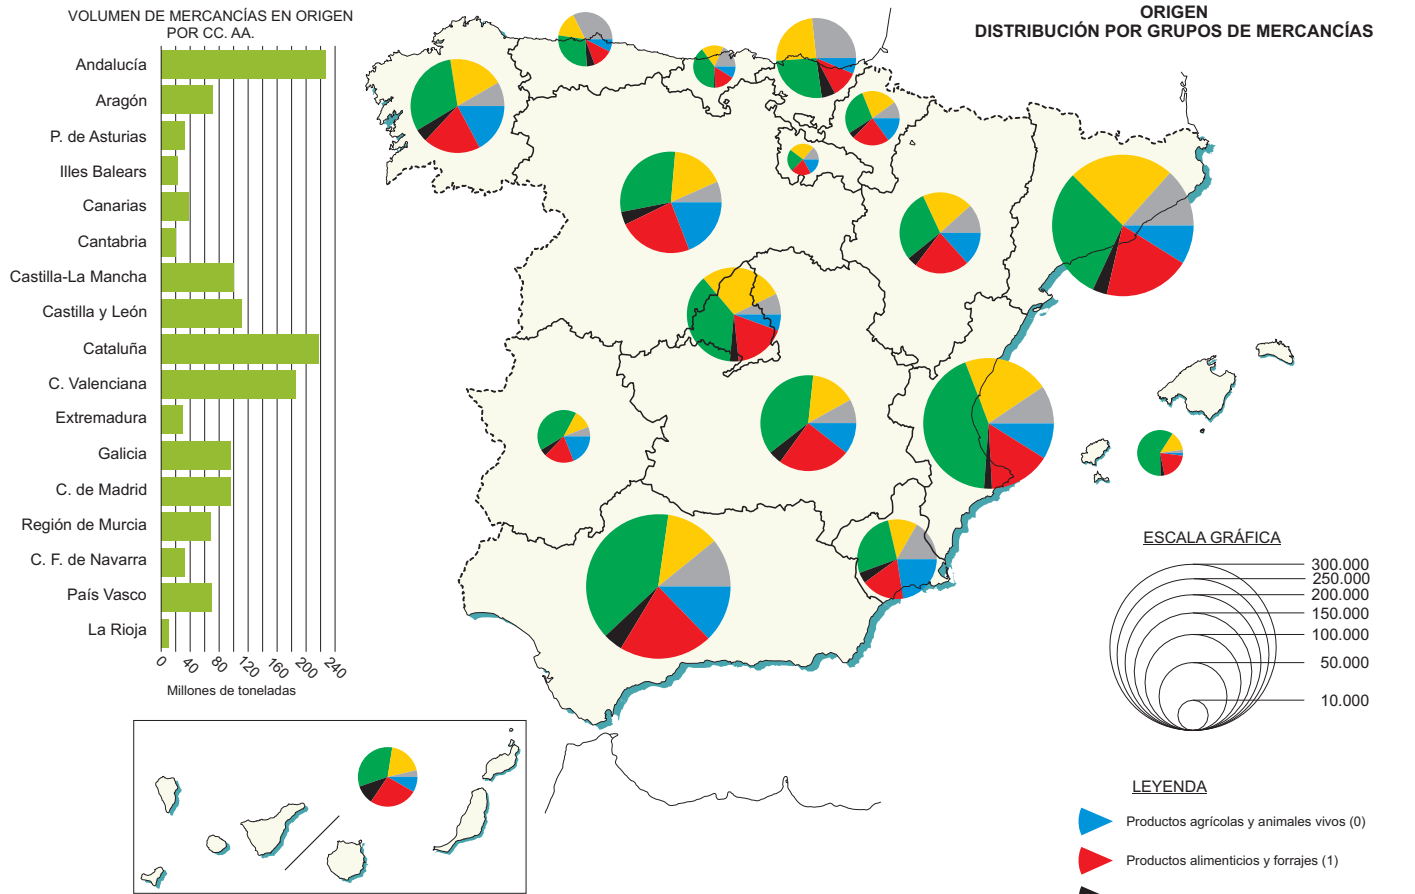 VOLUMEN DE MERCANCÍAS EN ORIGEN
POR CC. AA.
Andalucía
Aragón
P. de Asturias
Illes Balears
Canarias
Cantabria
Castilla-La Mancha
Castilla y León
Cataluña
C. Valenciana
Extremadura
Galicia
C. de Madrid
Región de Murcia
C. F. de Navarra
País Vasco
La Rioja
0 40 80 120 160 200 240
Millones de toneladas
ORIGEN
DISTRIBUCIÓN POR GRUPOS DE MERCANCÍAS
ESCALA GRÁFICA
300.000
250.000
200.000
150.000
100.000
50.000
10.000
LEYENDA
Productos agrícolas y animales vivos (0)
Productos alimenticios y forrajes (1)